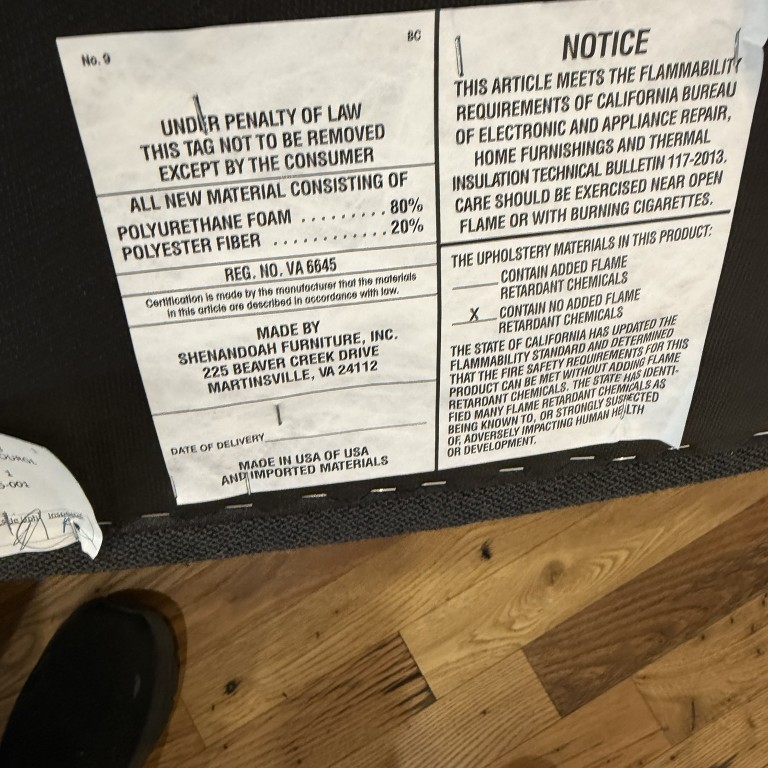 No. 9
BC
UNDER PENALTY OF LAW
THIS TAG NOT TO BE REMOVED
EXCEPT BY THE CONSUMER
ALL NEW MATERIAL CONSISTING OF
POLYURETHANE FOAM ......... 80%
POLYESTER FIBER ............ 20%
REG. NO. VA 6645
Certification is made by the manufacturer that the materials
in this article are described in accordance with law.
MADE BY
SHENANDOAH FURNITURE, INC.
225 BEAVER CREEK DRIVE
MARTINSVILLE, VA 24112
DATE OF DELIVERY
MADE IN USA OF USA
AND IMPORTED MATERIALS
NOTICE
THIS ARTICLE MEETS THE FLAMMABILITY
REQUIREMENTS OF CALIFORNIA BUREAU
OF ELECTRONIC AND APPLIANCE REPAIR,
HOME FURNISHINGS AND THERMAL
INSULATION TECHNICAL BULLETIN 117-2013.
CARE SHOULD BE EXERCISED NEAR OPEN
FLAME OR WITH BURNING CIGARETTES.
THE UPHOLSTERY MATERIALS IN THIS PRODUCT:
CONTAIN ADDED FLAME
RETARDANT CHEMICALS
X CONTAIN NO ADDED FLAME
RETARDANT CHEMICALS
THE STATE OF CALIFORNIA HAS UPDATED THE
FLAMMABILITY STANDARD AND DETERMINED
THAT THE FIRE SAFETY REQUIREMENTS FOR THIS
PRODUCT CAN BE MET WITHOUT ADDING FLAME
RETARDANT CHEMICALS. THE STATE HAS IDENTI-
FIED MANY FLAME RETARDANT CHEMICALS AS
BEING KNOWN TO, OR STRONGLY SUSPECTED
OF, ADVERSELY IMPACTING HUMAN HEALTH
OR DEVELOPMENT.
1
-002